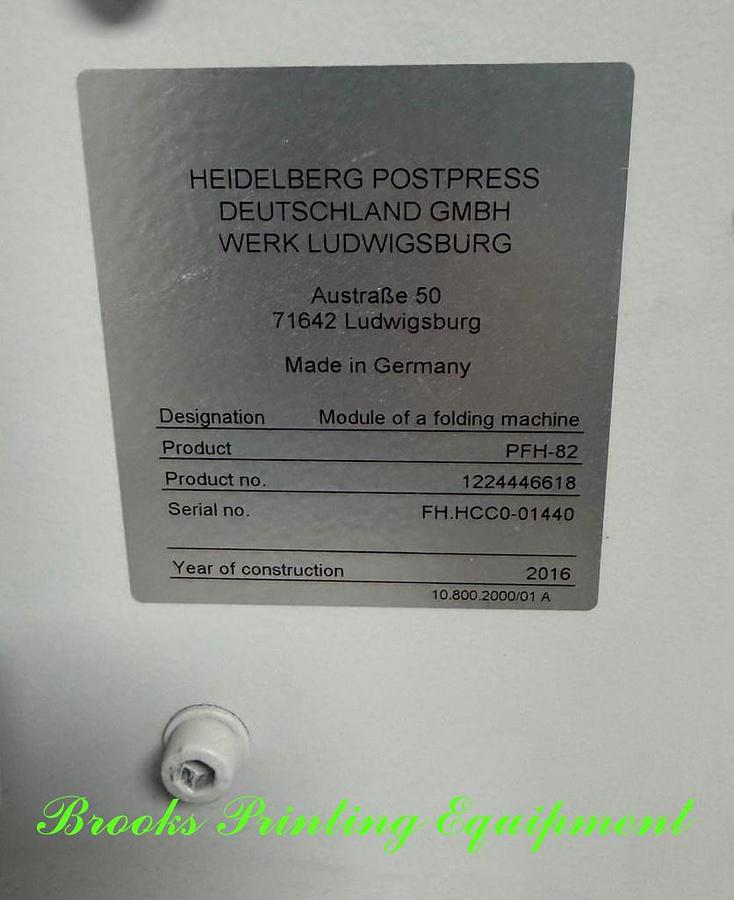 HEIDELBERG POSTPRESS
DEUTSCHLAND GMBH
WERK LUDWIGSBURG
Austraße 50
71642 Ludwigsburg
Made in Germany
Designation Module of a folding machine
Product PFH-82
Product no. 1224446618
Serial no. FH.HCC0-01440
Year of construction 2016
10.800.2000/01 A
Brooks Printing Equipment